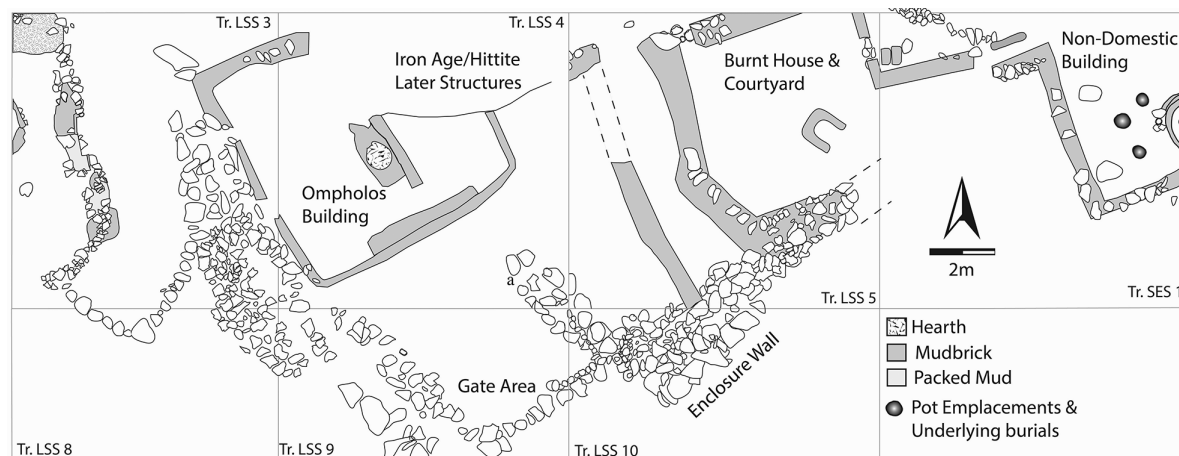 Tr. LSS 3
Tr. LSS 4
Iron Age/Hittite
Later Structures
Burnt House &
Courtyard
Non-Domestic
Building
Ompholos
Building
a
2m
Tr. LSS 5
Tr. SES 1
Gate Area
Enclosure Wall
Hearth
Mudbrick
Packed Mud
Pot Emplacements &
Underlying burials
Tr. LSS 8
Tr. LSS 9
Tr. LSS 10